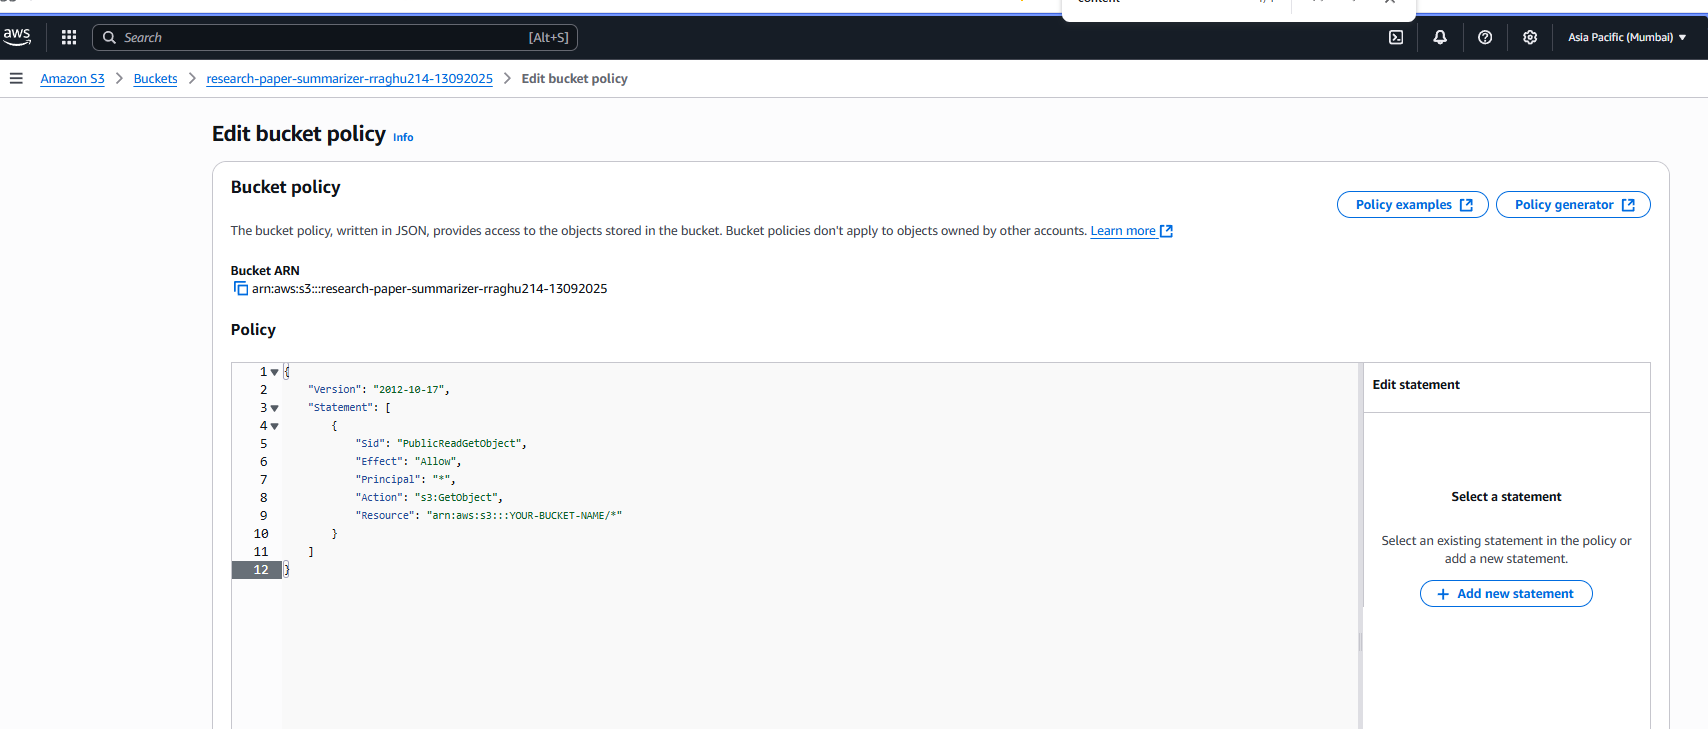 aws
Search
[Alt+S]
Asia Pacific (Mumbai)
Amazon S3
Buckets
research-paper-summarizer-rraghu214-13092025
Edit bucket policy
Edit bucket policy Info
Bucket policy
Policy examples
Policy generator
The bucket policy, written in JSON, provides access to the objects stored in the bucket. Bucket policies don't apply to objects owned by other accounts. Learn more
Bucket ARN
arn:aws:s3:::research-paper-summarizer-rraghu214-13092025
Policy
1 {
2 "Version": "2012-10-17",
3 "Statement": [
4 {
5 "Sid": "PublicReadGetObject",
6 "Effect": "Allow",
7 "Principal": "*",
8 "Action": "s3:GetObject",
9 "Resource": "arn:aws:s3:::YOUR-BUCKET-NAME/*"
10 }
11 ]
12 }
Edit statement
Select a statement
Select an existing statement in the policy or
add a new statement.
+ Add new statement